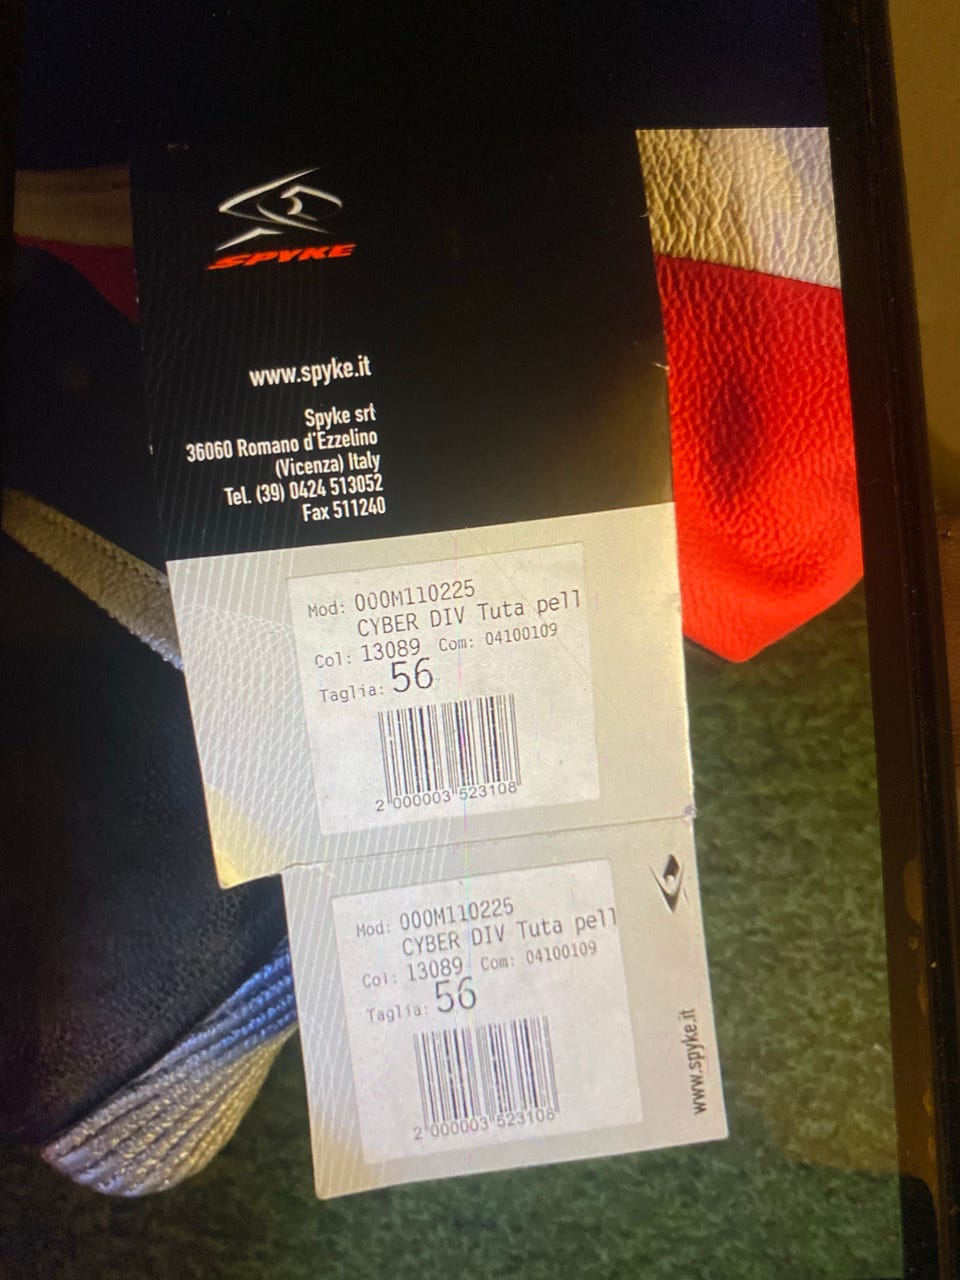 SPYKE
www.spyke.it
Spyke srl
36060 Romano d'Ezzelino
(Vicenza) Italy
Tel. (39) 0424 513052
Fax 511240
Mod: 000M110225
CYBER DIV Tuta pell
Col: 13089 Com: 04100109
Taglia: 56
2 000003 523108
Mod: 000M110225
CYBER DIV Tuta pell
Col: 13089 Com: 04100109
Taglia: 56
2 000003 523108
www.spyke.it